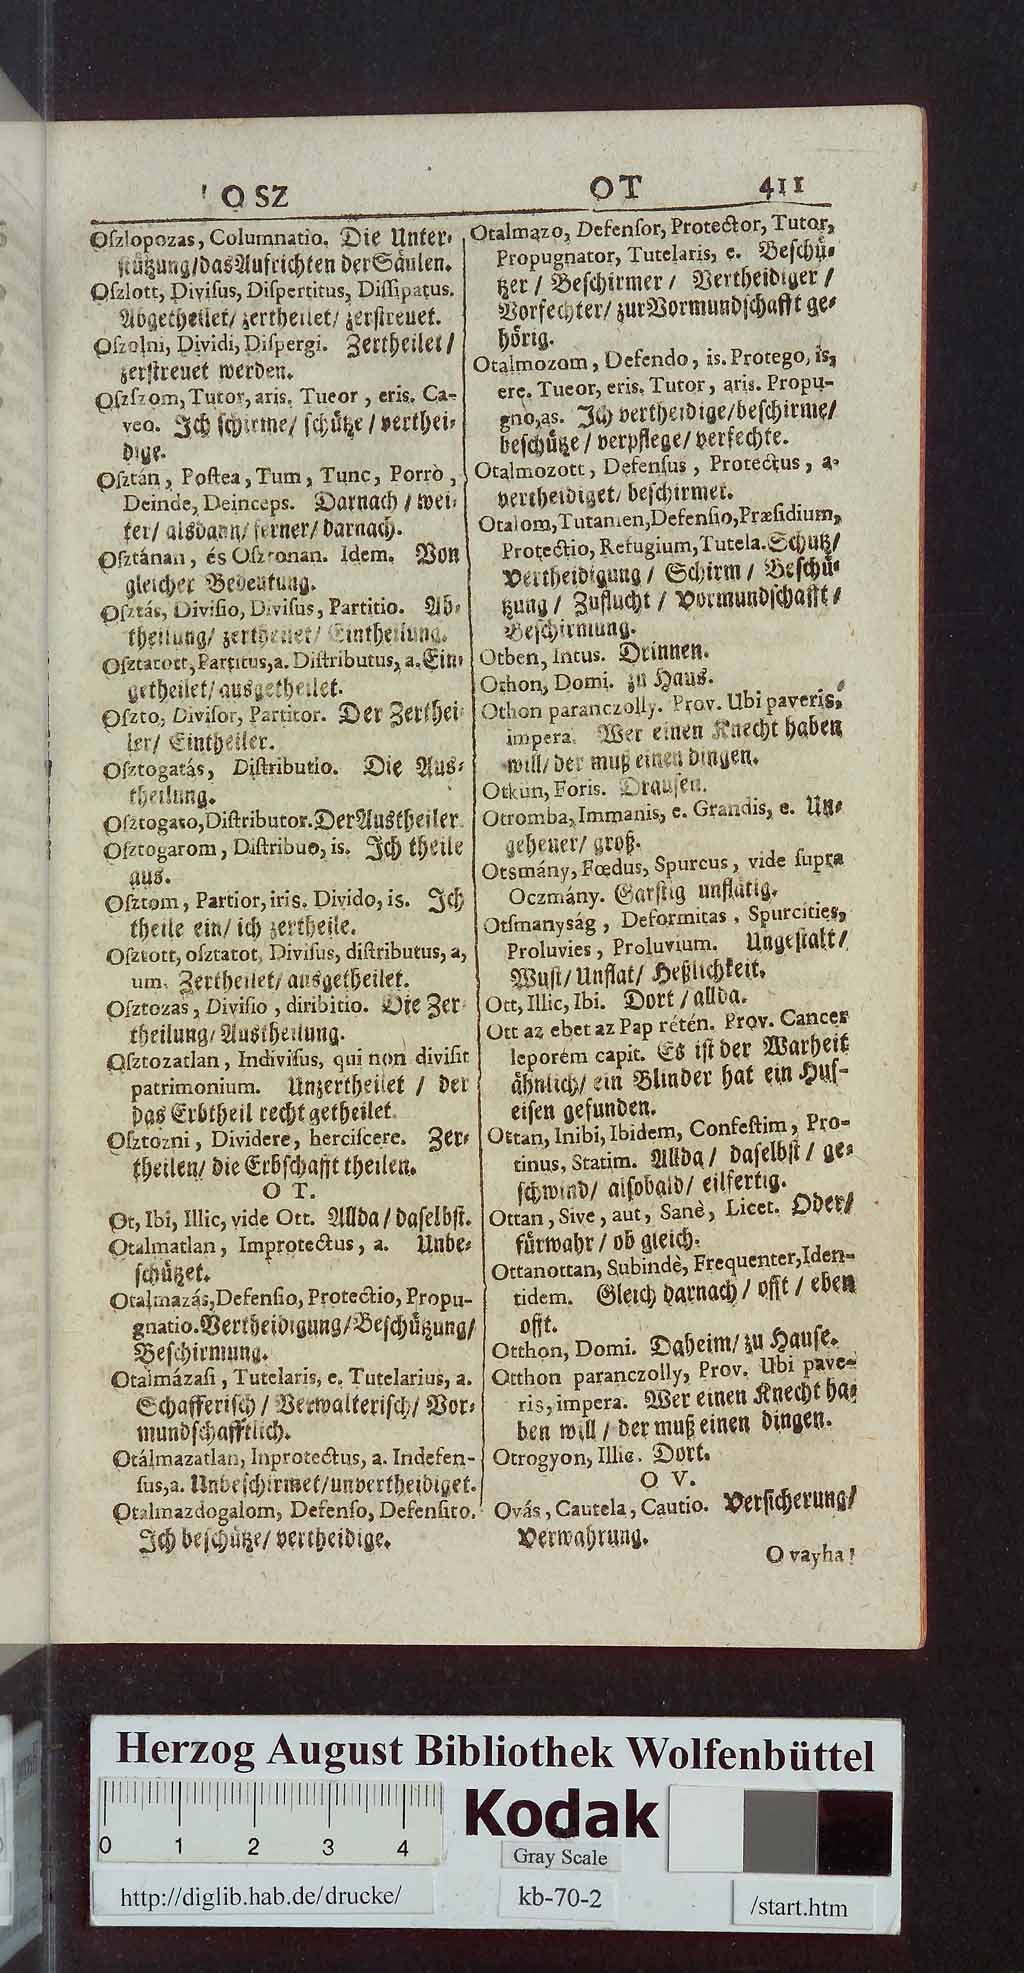 OSZ
OT 411
Oſzlopozas, Columnatio. Die Unter-
ſtützung/das Aufrichten der Säulen.
Oſzlott, Diviſus, Diſpertitus, Diſſipatus.
Abgetheilet/ zertheilet/ zerſtreuet.
Oſzolni, Dividi, Diſpergi. Zertheilet/
zerſtreuet werden.
Oſzſzom, Tutor, aris. Tueor, eris. Ca-
veo. Ich ſchirme/ ſchütze/ verthei-
dige.
Oſztán, Poſtea, Tum, Tunc, Porrò,
Deinde, Deinceps. Darnach/ wei-
ter/ alsdann/ ferner/ darnach.
Oſztánan, és Oſztonan. Idem. Von
gleicher Bedeutung.
Oſztás, Diviſio, Diviſus, Partitio. Ab-
theilung/ zertheilet/ Eintheilung.
Oſztatott, Partitus, a. Diſtributus, a. Ein-
getheilet/ ausgetheilet.
Oſzto, Diviſor, Partitor. Der Zerthei-
ler/ Eintheiler.
Oſztogatás, Diſtributio. Die Aus-
theilung.
Oſztogato, Diſtributor. Der Austheiler.
Oſztogatom, Diſtribuo, is. Ich theile
aus.
Oſztom, Partior, iris. Divido, is. Ich
theile ein/ ich zertheile.
Oſztott, oſztatot, Diviſus, diſtributus, a,
um. Zertheilet/ ausgetheilet.
Oſztozas, Diviſio, diribitio. Die Zer-
theilung/ Austheilung.
Oſztozatlan, Indiviſus, qui non diviſit
patrimonium. Unzertheilet / der
das Erbtheil recht getheilet.
Oſztozni, Dividere, herciſcere. Zer-
theilen/ die Erbſchafft theilen.
O T.
Ot, Ibi, Illic, vide Ott. Allda/ daſelbſt.
Otalmatlan, Improtectus, a. Unbe-
ſchützet.
Otalmazás, Defenſio, Protectio, Propu-
gnatio. Vertheidigung/Beſchützung/
Beſchirmung.
Otalmázaſi, Tutelaris, e. Tutelarius, a.
Schafferiſch/ Verwalteriſch/ Vor-
mundſchafftlich.
Otálmazatlan, Inprotectus, a. Indefen-
ſus, a. Unbeſchirmet/unvertheidiget.
Otalmazdogalom, Defenſo, Defenſito.
Ich beſchütze/ vertheidige.
Otalmazo, Defenſor, Protector, Tutor,
Propugnator, Tutelaris, e. Beſchü-
tzer / Beſchirmer / Vertheidiger /
Vorfechter/ zur Vormundſchafft ge-
hörig.
Otalmozom, Defendo, is. Protego, is,
ere. Tueor, eris. Tutor, aris. Propu-
gno, as. Ich vertheidige/beſchirme/
beſchütze/ verpflege/ verfechte.
Otalmozott, Defenſus, Protectus, a.
vertheidiget/ beſchirmet.
Otalom, Tutamen, Defenſio, Præſidium,
Protectio, Refugium, Tutela. Schutz/
Vertheidigung / Schirm / Beſchü-
tzung / Zuflucht / Vormundſchafft/
Beſchirmung.
Otben, Intus. Drinnen.
Othon, Domi. zu Haus.
Othon paranczolly. Prov. Ubi paveris,
impera. Wer einen Knecht haben
will/ der muß einen dingen.
Otkün, Foris. Drauſen.
Otromba, Immanis, e. Grandis, e. Un-
geheuer/ groß.
Otsmány, Fœdus, Spurcus, vide ſupra
Oczmány. Garſtig unflätig.
Otſmanyság, Deformitas, Spurcities,
Proluvies, Proluvium. Ungeſtalt/
Wuſt/ Unflat/ Heßlichkeit.
Ott, Illic, Ibi. Dort / allda.
Ott az ebet az Pap rétén. Prov. Cancer
leporém capit. Es iſt der Warheit
ähnlich/ ein Blinder hat ein Huf-
eiſen gefunden.
Ottan, Inibi, Ibidem, Confeſtim, Pro-
tinus, Statim. Allda/ daſelbſt/ ge-
ſchwind/ alſobald/ eilfertig.
Ottan, Sive, aut, Sanè, Licet. Oder/
fürwahr/ ob gleich.
Ottanottan, Subindè, Frequenter, Iden-
tidem. Gleich darnach/ offt/ eben
offt.
Otthon, Domi. Daheim/ zu Hauſe.
Otthon paranczolly, Prov. Ubi pave-
ris, impera. Wer einen Knecht ha-
ben will/ der muß einen dingen.
Otrogyon, Illic. Dort.
O V.
Ovás, Cautela, Cautio. Verſicherung/
Verwahrung.
O vayha!
Herzog August Bibliothek Wolfenbüttel
0 1 2 3 4
Kodak
Gray Scale
http://diglib.hab.de/drucke/
kb-70-2
/start.htm